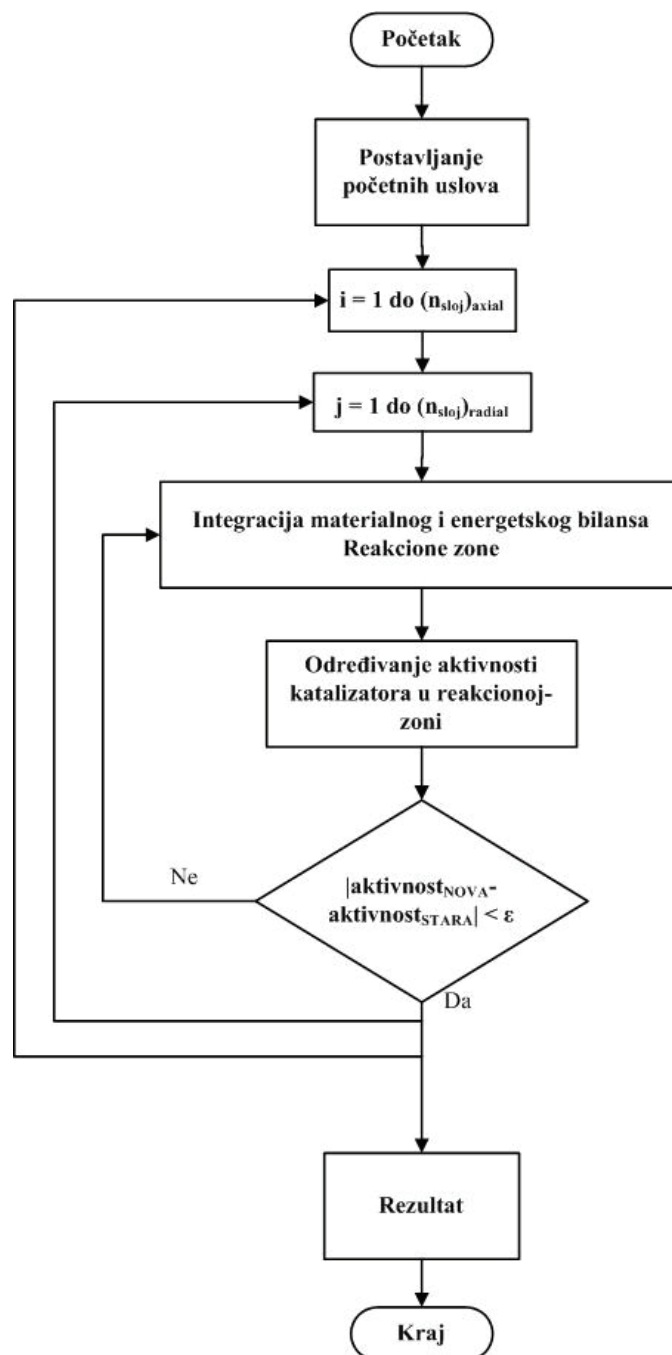 Početak
Postavljanje
početnih uslova
i = 1 do (nsloj)axial
j = 1 do (nsloj)radial
Integracija materialnog i energetskog bilansa
Reakcione zone
Određivanje aktivnosti
katalizatora u reakcionoj-
zoni
Ne
|aktivnostNOVA-
aktivnostSTARA| < ε
Da
Rezultat
Kraj